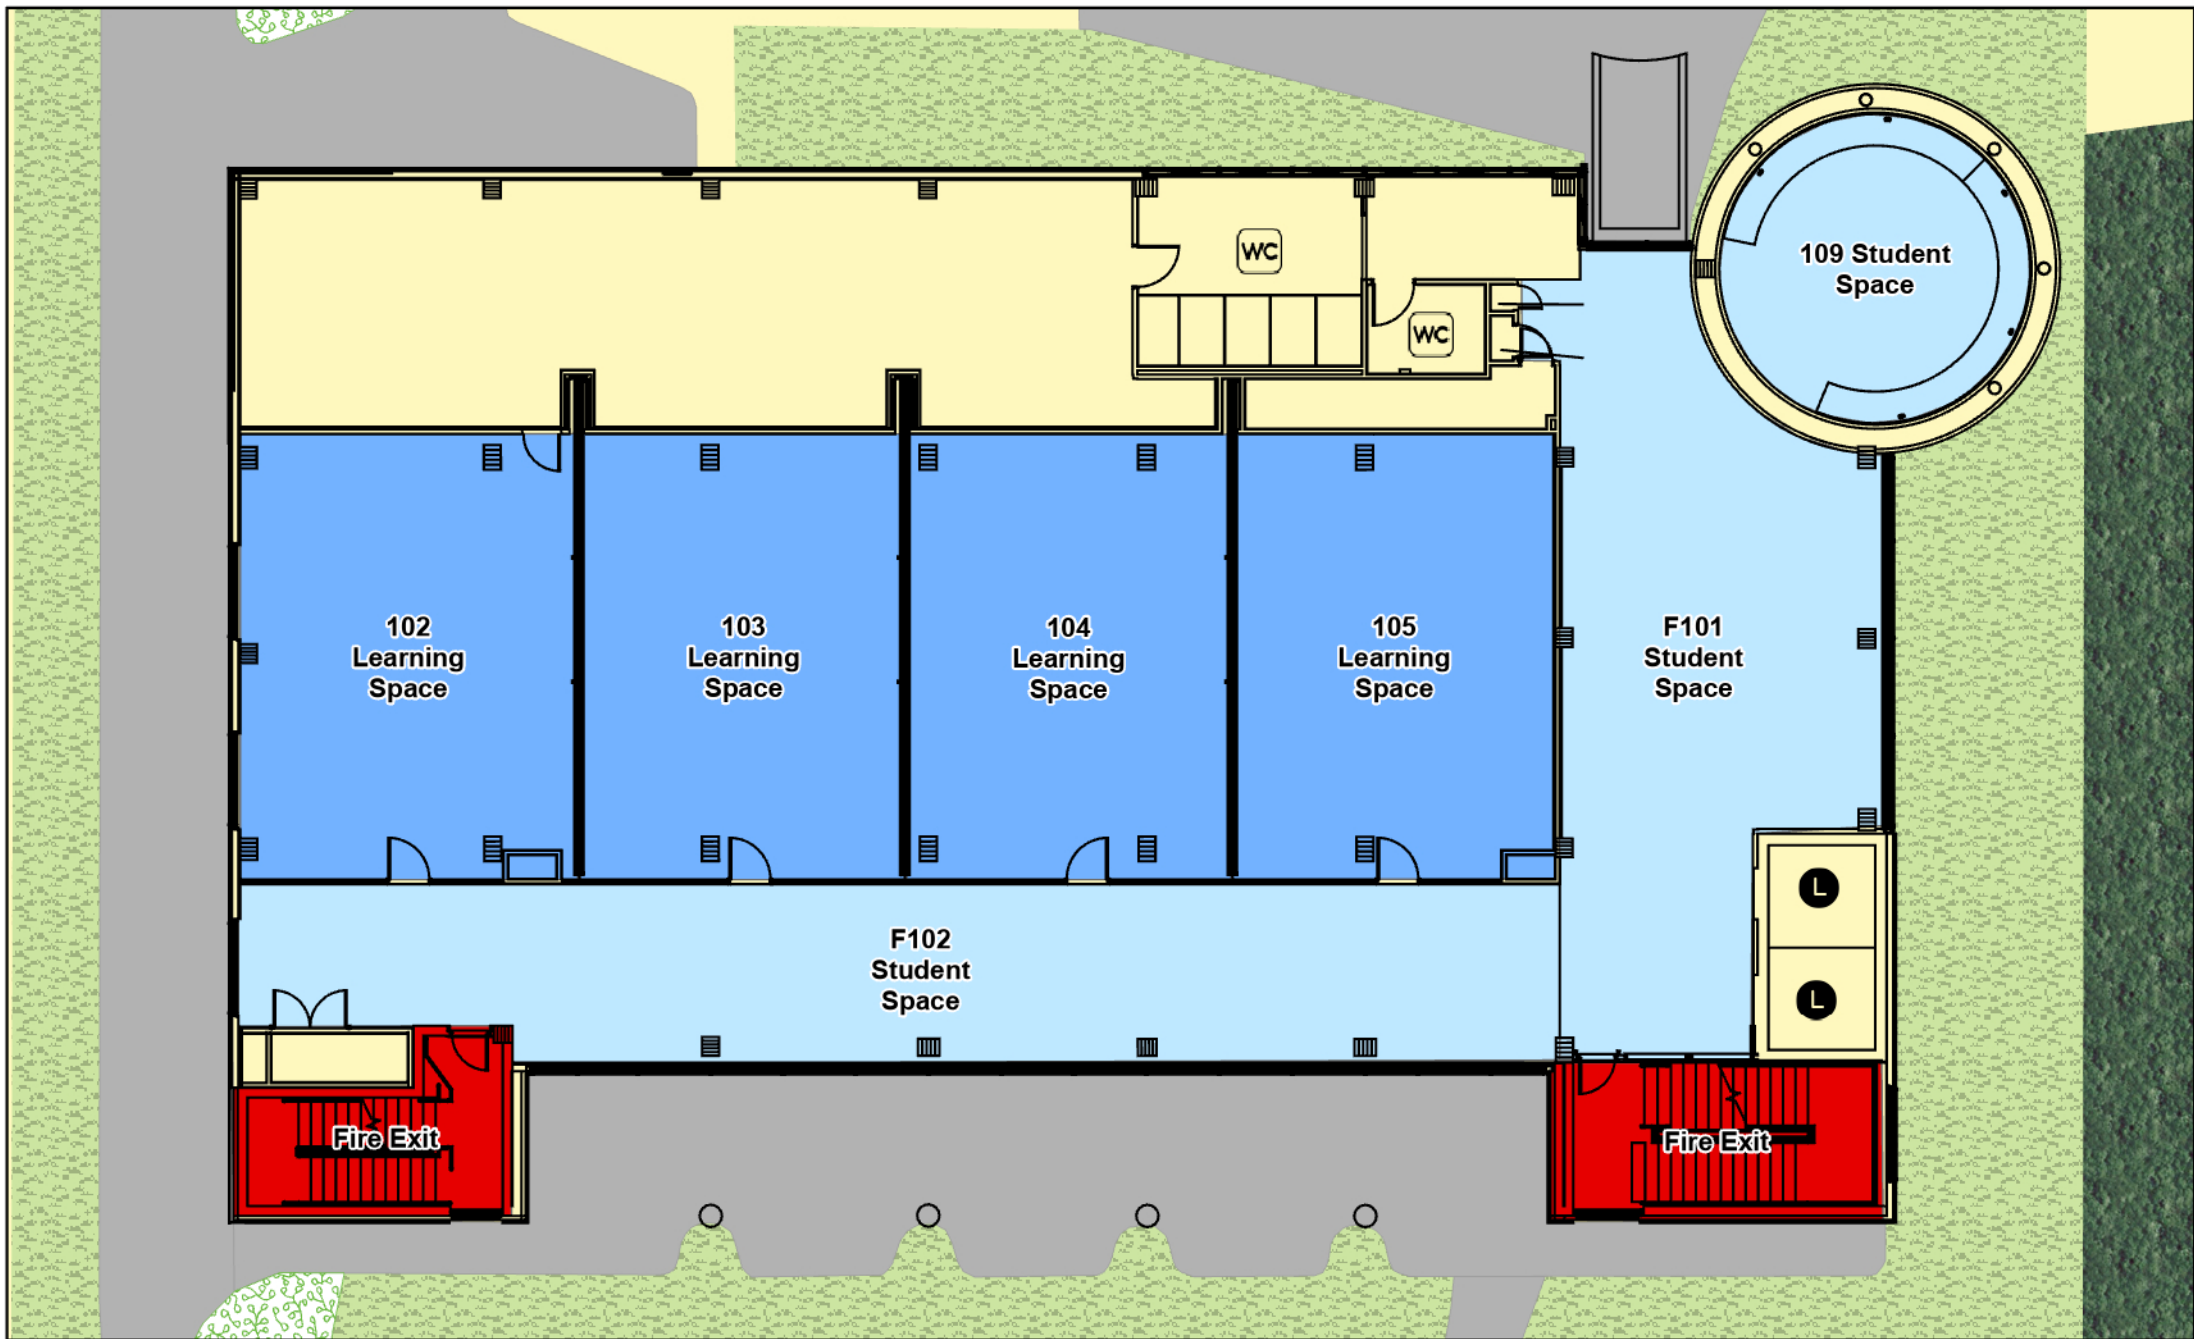 WC
109 Student
Space
WC
102
Learning
Space
103
Learning
Space
104
Learning
Space
105
Learning
Space
F101
Student
Space
L
F102
Student
Space
L
Fire Exit
Fire Exit